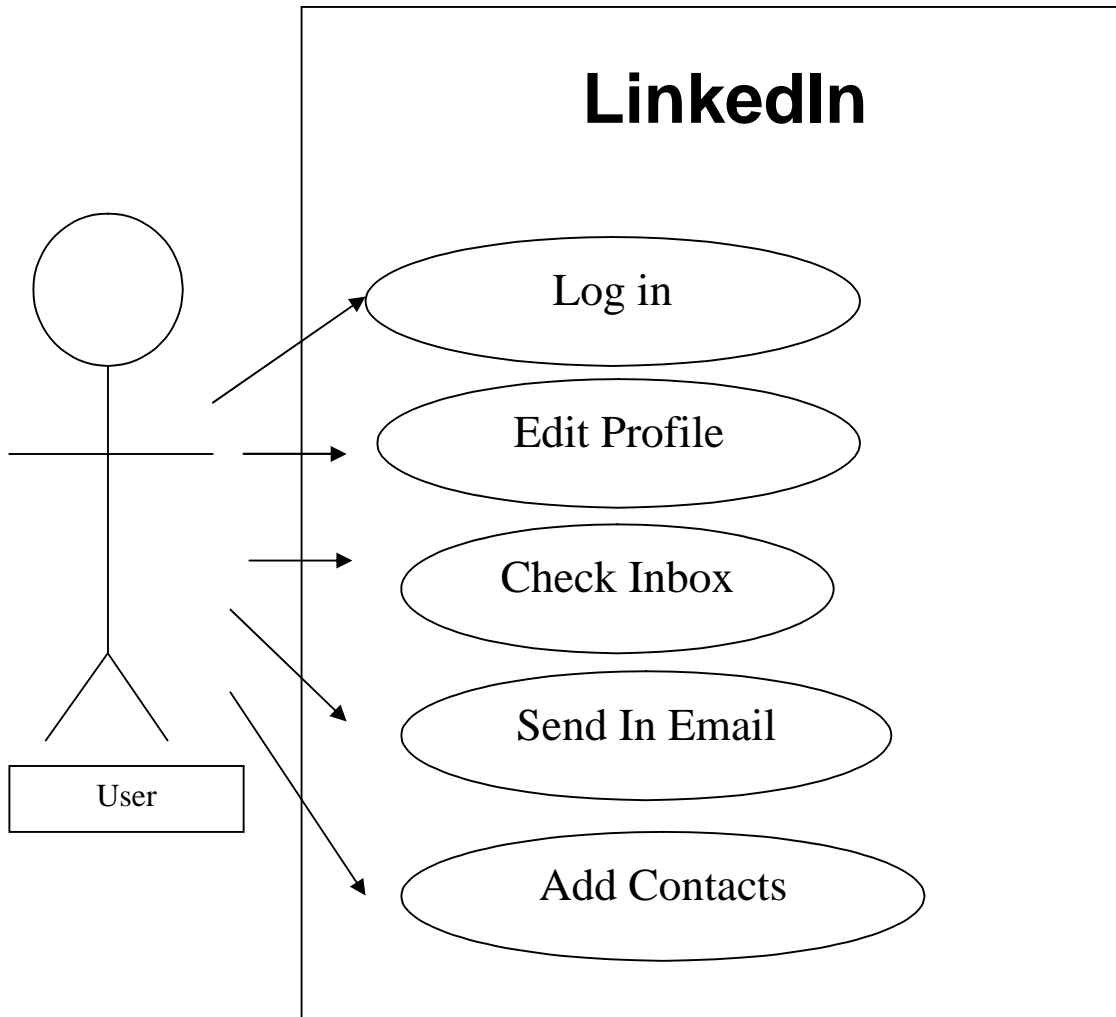 LinkedIn
Log in
Edit Profile
Check Inbox
Send In Email
User
Add Contacts